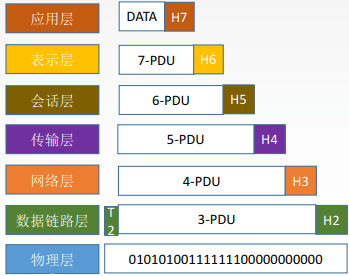 应用层 DATA H7
表示层 7-PDU H6
会话层 6-PDU H5
传输层 5-PDU H4
网络层 4-PDU H3
数据链路层 T2 3-PDU H2
物理层 01010100111111100000000000